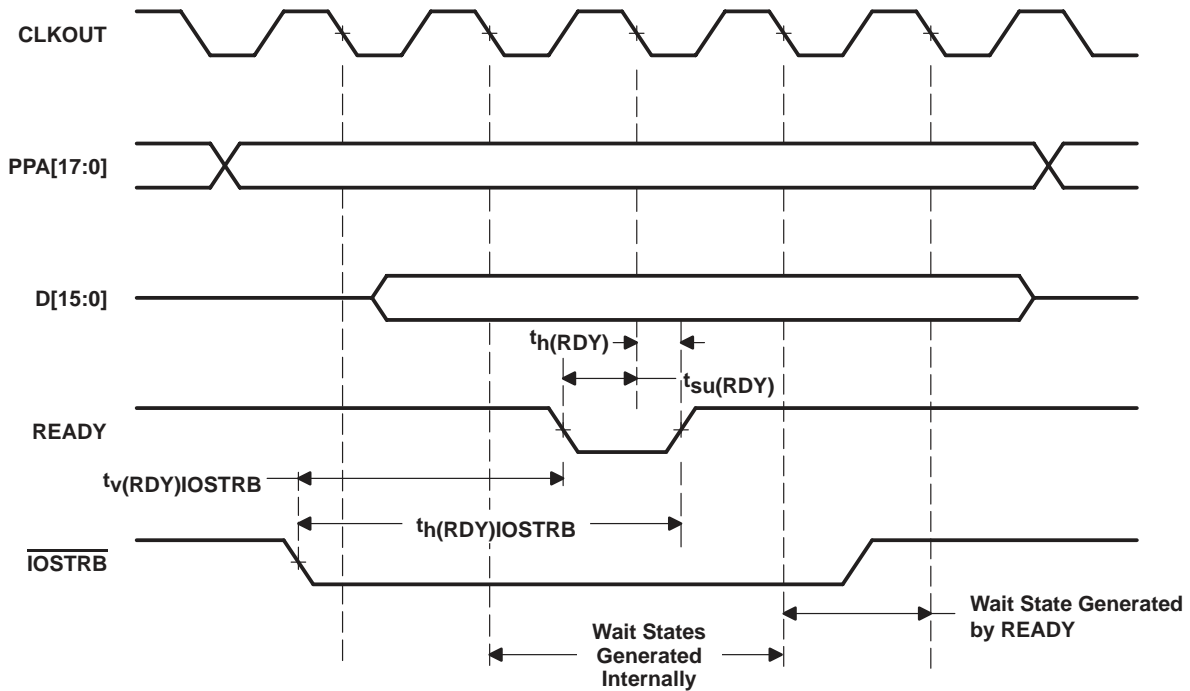 CLKOUT
PPA[17:0]
D[15:0]
th(RDY)
tsu(RDY)
READY
tv(RDY)IOSTRB
th(RDY)IOSTRB
IOSTRB
Wait State Generated
by READY
Wait States
Generated
Internally